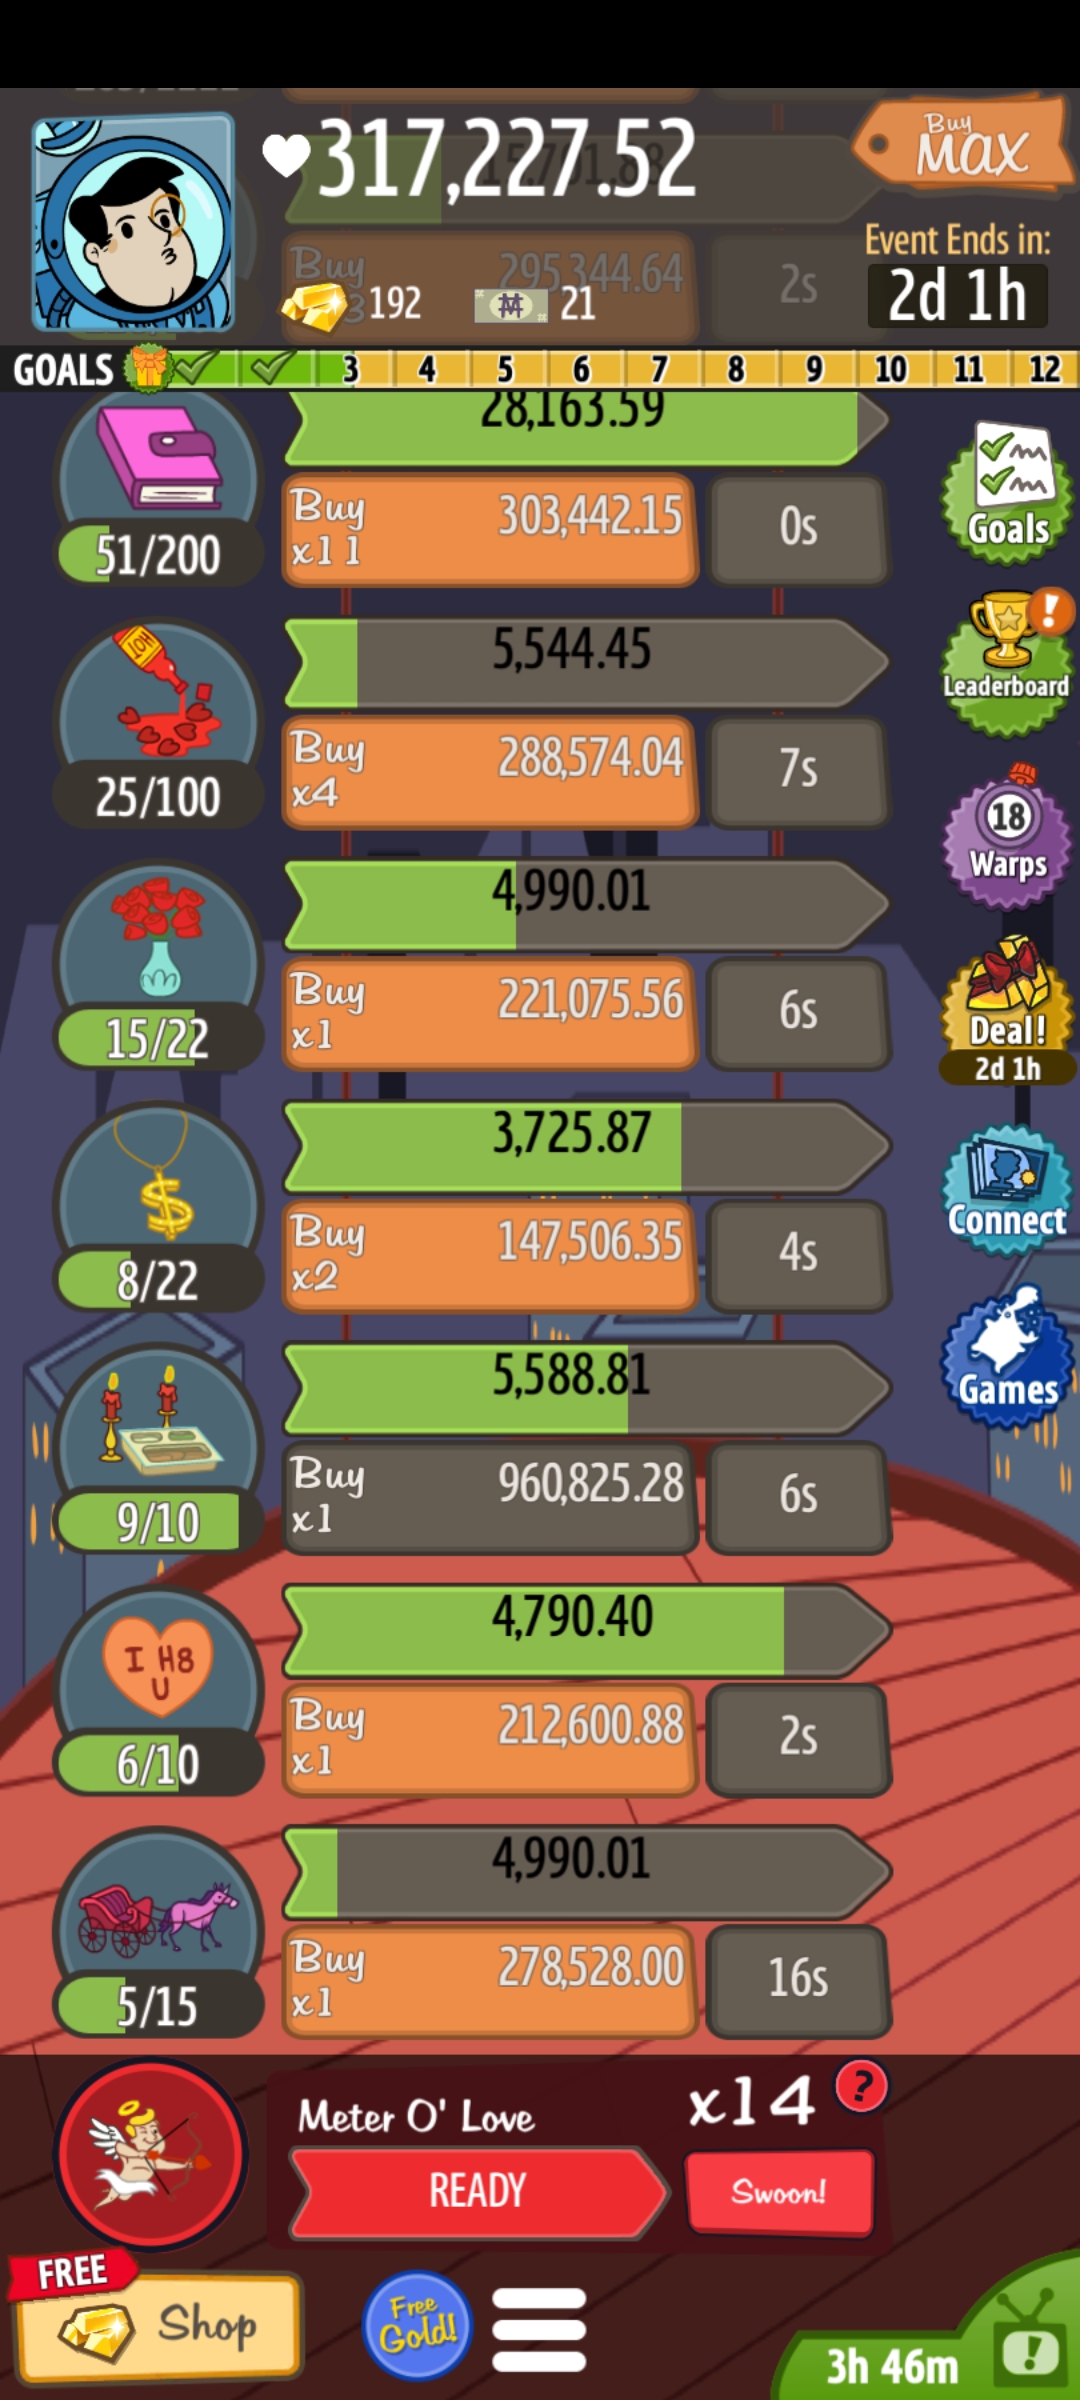 317,227.52
Buy
MAX
15,791.88
Event Ends in:
2d 1h
Buy
295,344.64
2s
192
21
GOALS
3 4 5 6 7 8 9 10 11 12
28,163.59
Buy
x11
303,442.15
0s
51/200
Goals
5,544.45
HOT
Buy
x4
288,574.04
7s
25/100
Leaderboard
18
Warps
4,990.01
Buy
x1
221,075.56
6s
15/22
Deal!
2d 1h
3,725.87
Buy
x2
147,506.35
4s
8/22
Connect
5,588.81
Buy
x1
960,825.28
6s
9/10
Games
4,790.40
I H8
U
Buy
x1
212,600.88
2s
6/10
4,990.01
Buy
x1
278,528.00
16s
5/15
Meter O' Love
x14
?
READY
Swoon!
FREE
Shop
Free
Gold!
3h 46m